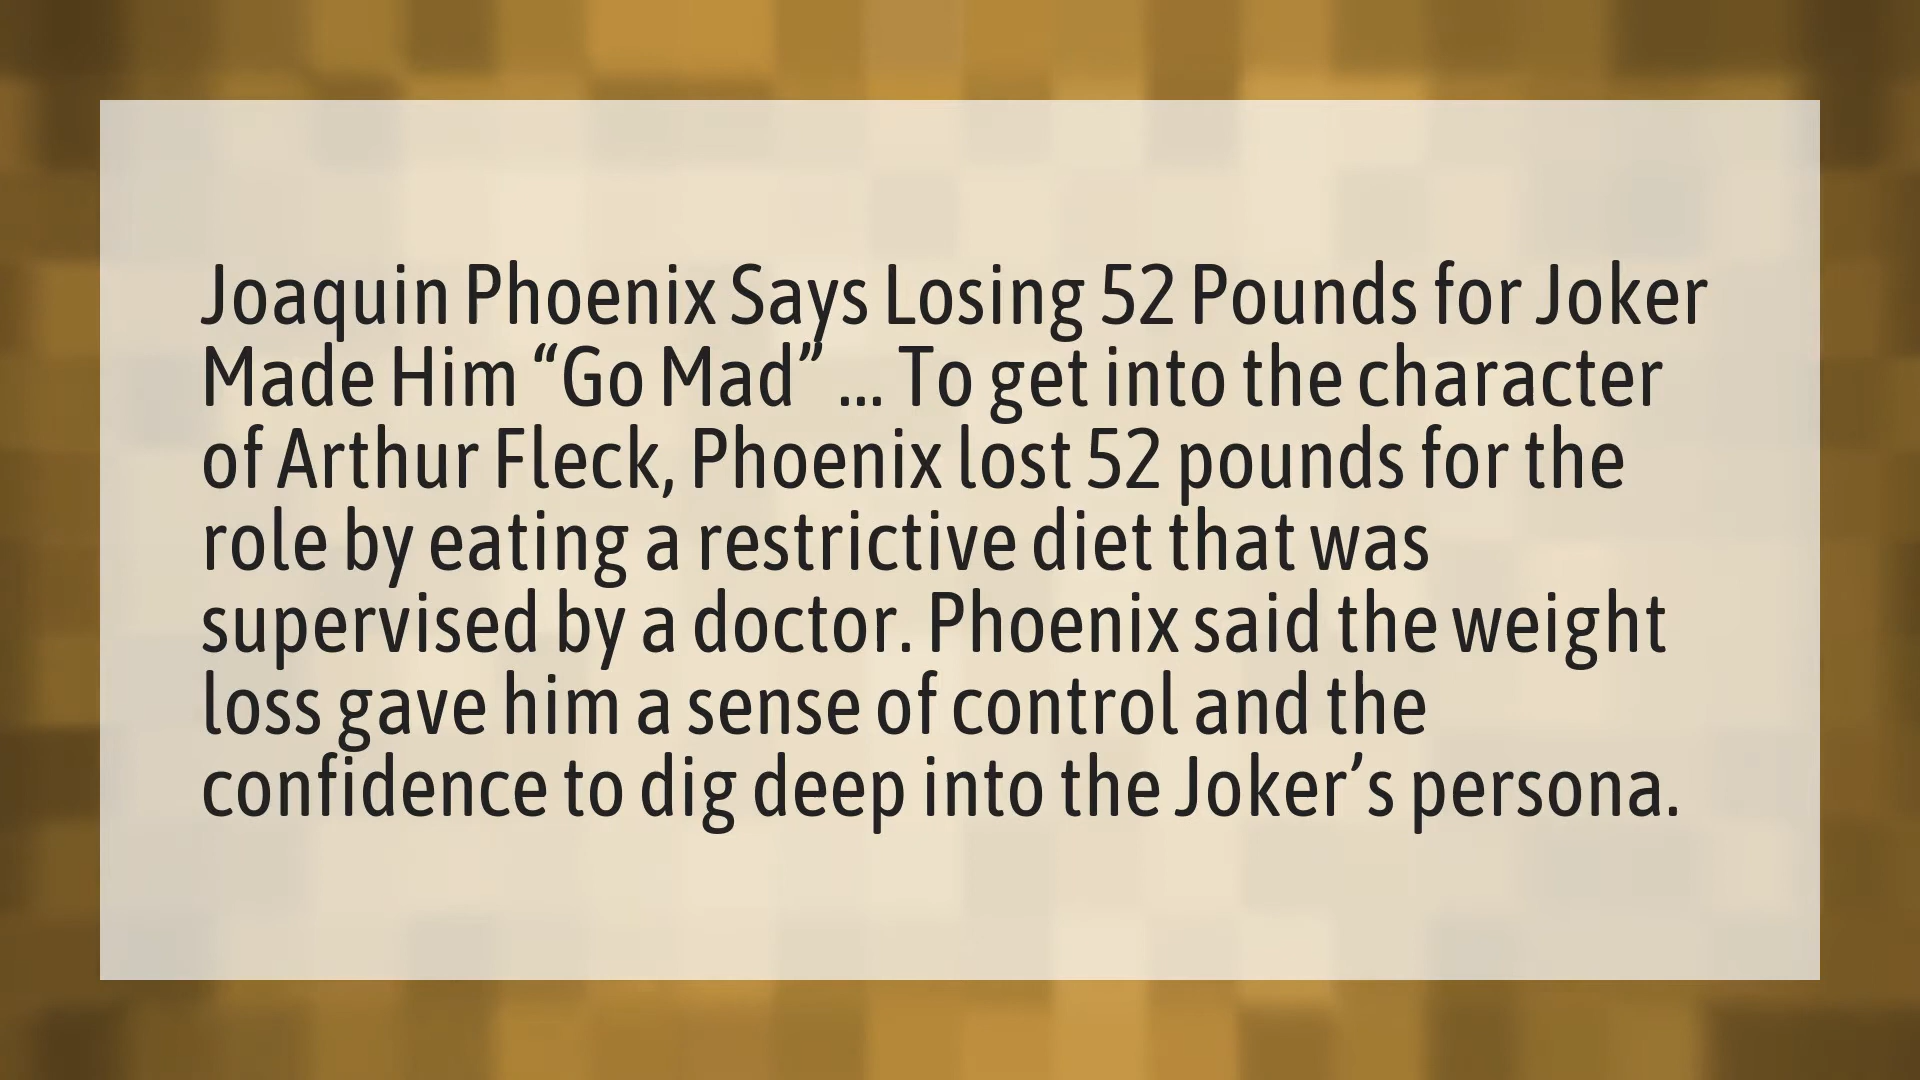 Joaquin Phoenix Says Losing 52 Pounds for Joker
Made Him “Go Mad” ... To get into the character
of Arthur Fleck, Phoenix lost 52 pounds for the
role by eating a restrictive diet that was
supervised by a doctor. Phoenix said the weight
loss gave him a sense of control and the
confidence to dig deep into the Joker’s persona.